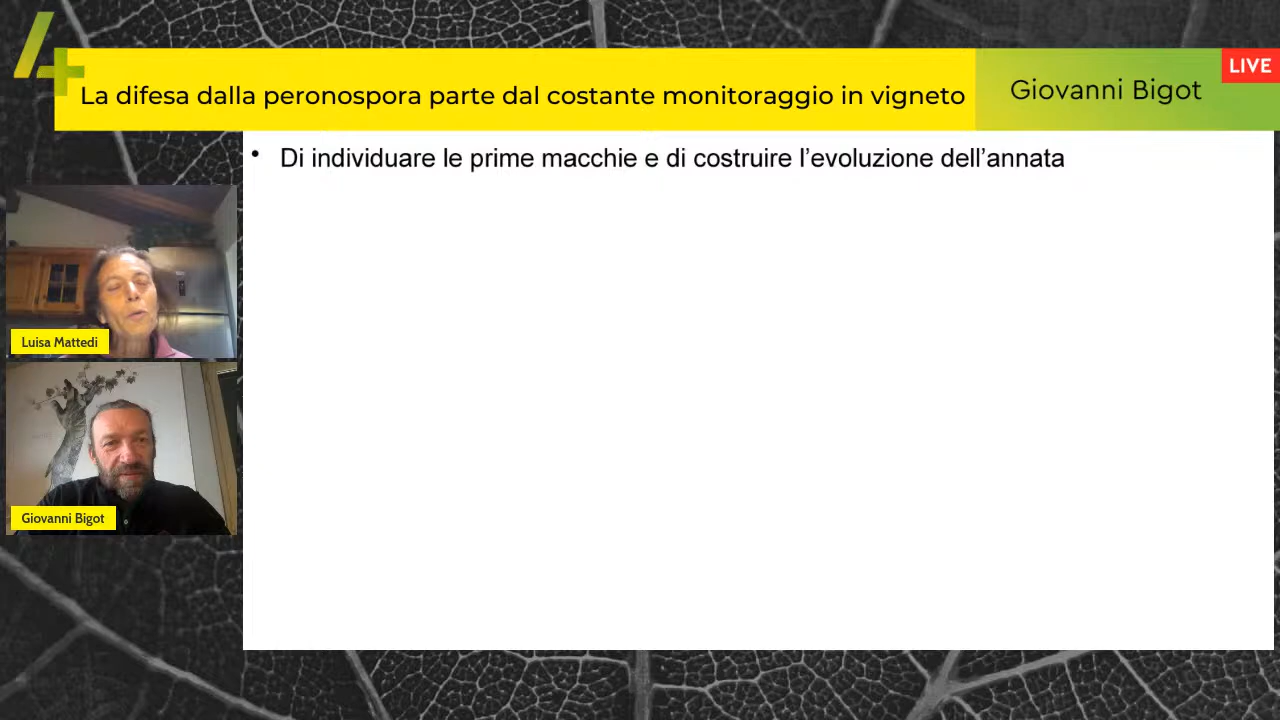 La difesa dalla peronospora parte dal costante monitoraggio in vigneto
Giovanni Bigot
LIVE
• Di individuare le prime macchie e di costruire l’evoluzione dell’annata
Luisa Mattedi
Giovanni Bigot